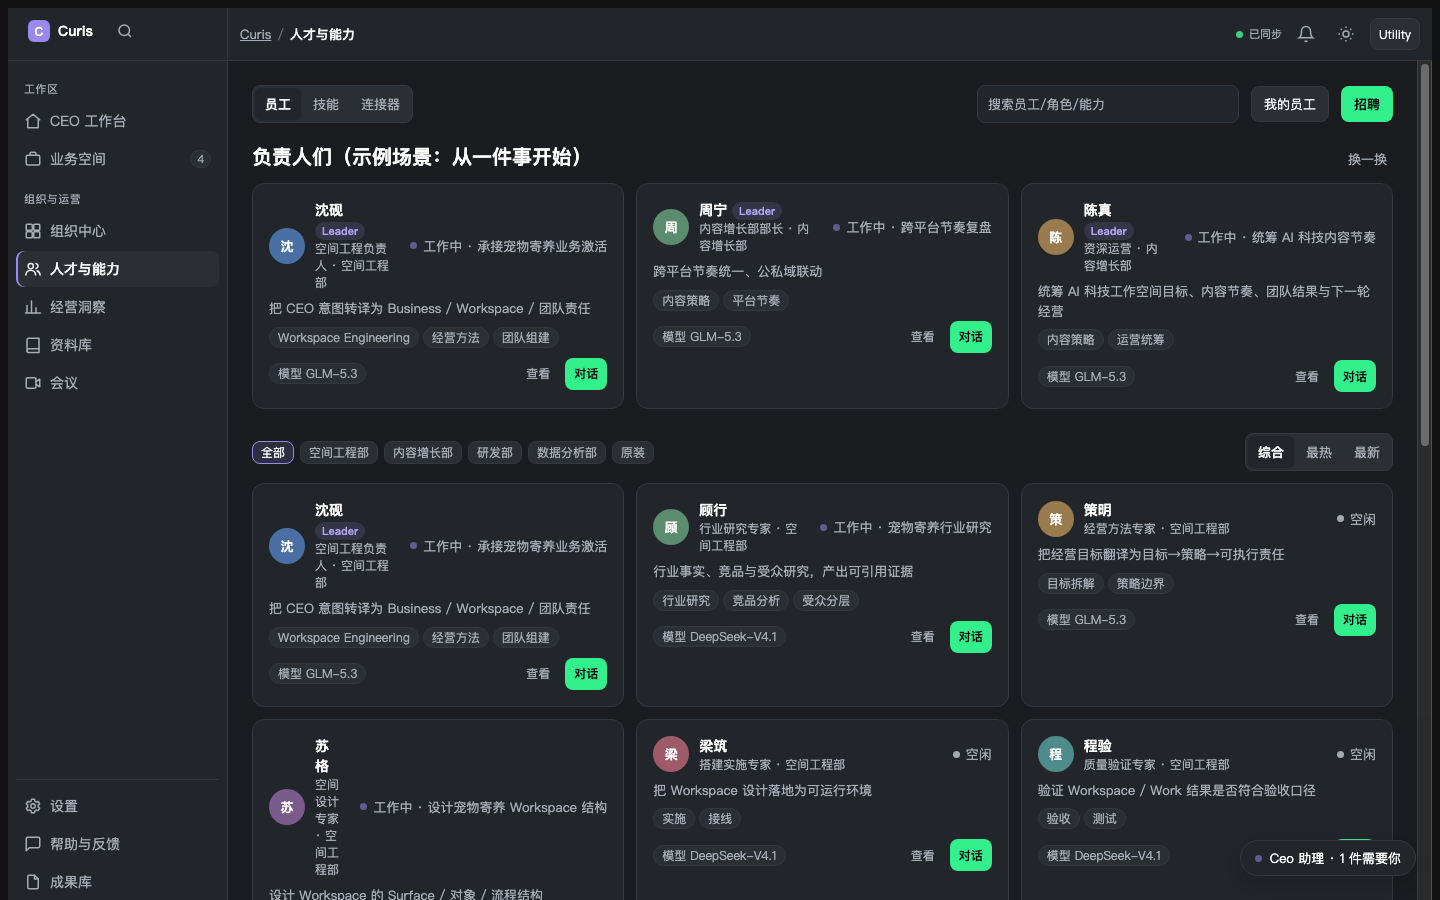 C Curis
Curis / 人才与能力
已同步
Utility
工作区
CEO 工作台
业务空间 4
组织与运营
组织中心
人才与能力
经营洞察
资料库
会议
设置
帮助与反馈
成果库
员工 技能 连接器
搜索员工/角色/能力
我的员工
招聘
负责人们（示例场景：从一件事开始）
换一换
沈
沈砚
Leader
空间工程负责
人 · 空间工程
部
工作中 · 承接宠物寄养业务激活
把 CEO 意图转译为 Business / Workspace / 团队责任
Workspace Engineering 经营方法 团队组建
模型 GLM-5.3 查看 对话
周
周宁 Leader
内容增长部部长 · 内
容增长部
工作中 · 跨平台节奏复盘
跨平台节奏统一、公私域联动
内容策略 平台节奏
模型 GLM-5.3 查看 对话
陈
陈真
Leader
资深运营 · 内
容增长部
工作中 · 统筹 AI 科技内容节奏
统筹 AI 科技工作空间目标、内容节奏、团队结果与下一轮
经营
内容策略 运营统筹
模型 GLM-5.3 查看 对话
全部 空间工程部 内容增长部 研发部 数据分析部 原装
综合 最热 最新
沈
沈砚
Leader
空间工程负责
人 · 空间工程
部
工作中 · 承接宠物寄养业务激活
把 CEO 意图转译为 Business / Workspace / 团队责任
Workspace Engineering 经营方法 团队组建
模型 GLM-5.3 查看 对话
顾
顾行
行业研究专家 · 空
间工程部
工作中 · 宠物寄养行业研究
行业事实、竞品与受众研究，产出可引用证据
行业研究 竞品分析 受众分层
模型 DeepSeek-V4.1 查看 对话
策
策明
经营方法专家 · 空间工程部
空闲
把经营目标翻译为目标→策略→可执行责任
目标拆解 策略边界
模型 GLM-5.3 查看 对话
苏
苏
格
空间
设计
专家
· 空
间工
程部
工作中 · 设计宠物寄养 Workspace 结构
设计 Workspace 的 Surface / 对象 / 流程结构
梁
梁筑
搭建实施专家 · 空间工程部
空闲
把 Workspace 设计落地为可运行环境
实施 接线
模型 DeepSeek-V4.1 查看 对话
程
程验
质量验证专家 · 空间工程部
空闲
验证 Workspace / Work 结果是否符合验收口径
验收 测试
模型 DeepSeek-V4.1
Ceo 助理 · 1 件需要你